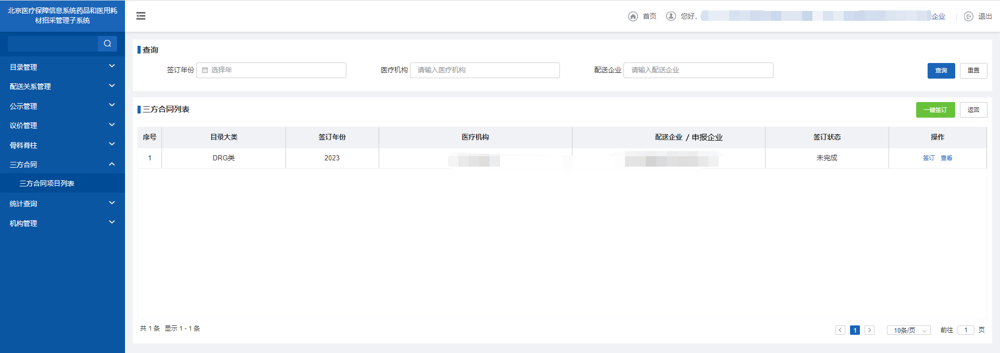 北京医疗保障信息系统药品和医用耗
材招采管理子系统
首页 您好, 企业 退出
目录管理
配送关系管理
公示管理
议价管理
骨科脊柱
三方合同
三方合同项目列表
统计查询
机构管理
查询
签订年份 选择年 医疗机构 请输入医疗机构 配送企业 请输入配送企业 查询 重置
三方合同列表 一键签订 返回
序号 目录大类 签订年份 医疗机构 配送企业 / 申报企业 签订状态 操作
1 DRG类 2023 未完成 签订 查看
共 1 条 显示 1 - 1 条 1 10条/页 前往 1 页